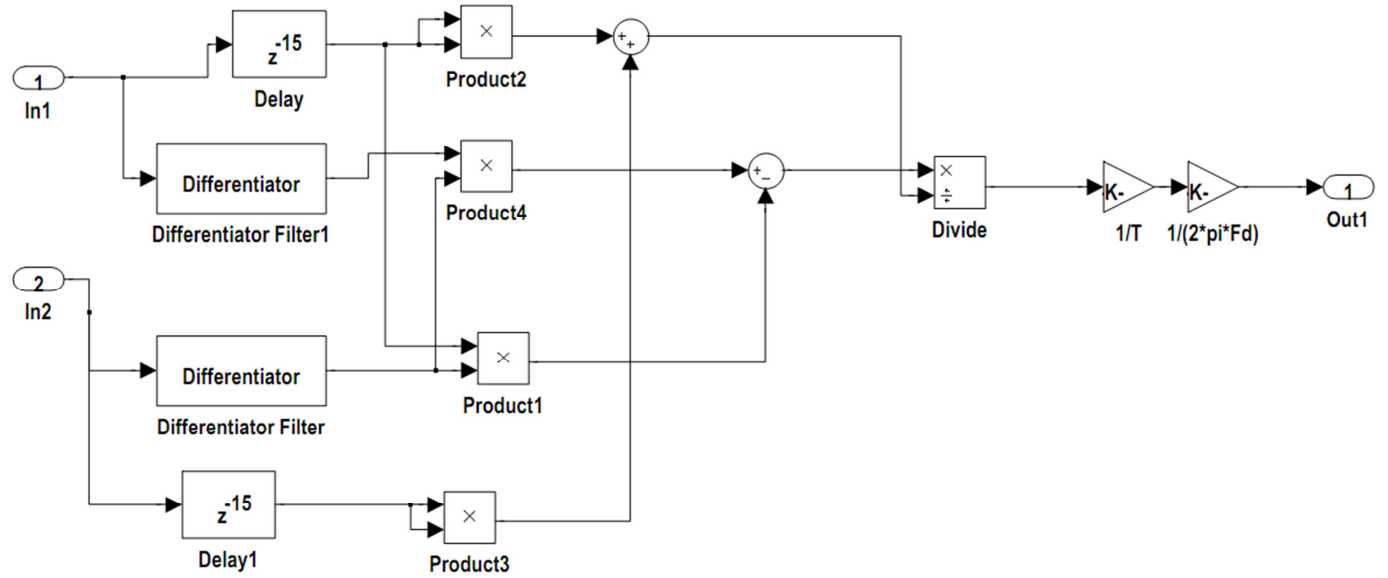 1
In1
z-15
Delay
×
Product2
+
+
Differentiator
Differentiator Filter1
×
Product4
+
−
×
÷
Divide
K-
1/T
K-
1/(2*pi*Fd)
1
Out1
2
In2
Differentiator
Differentiator Filter
×
Product1
z-15
Delay1
×
Product3